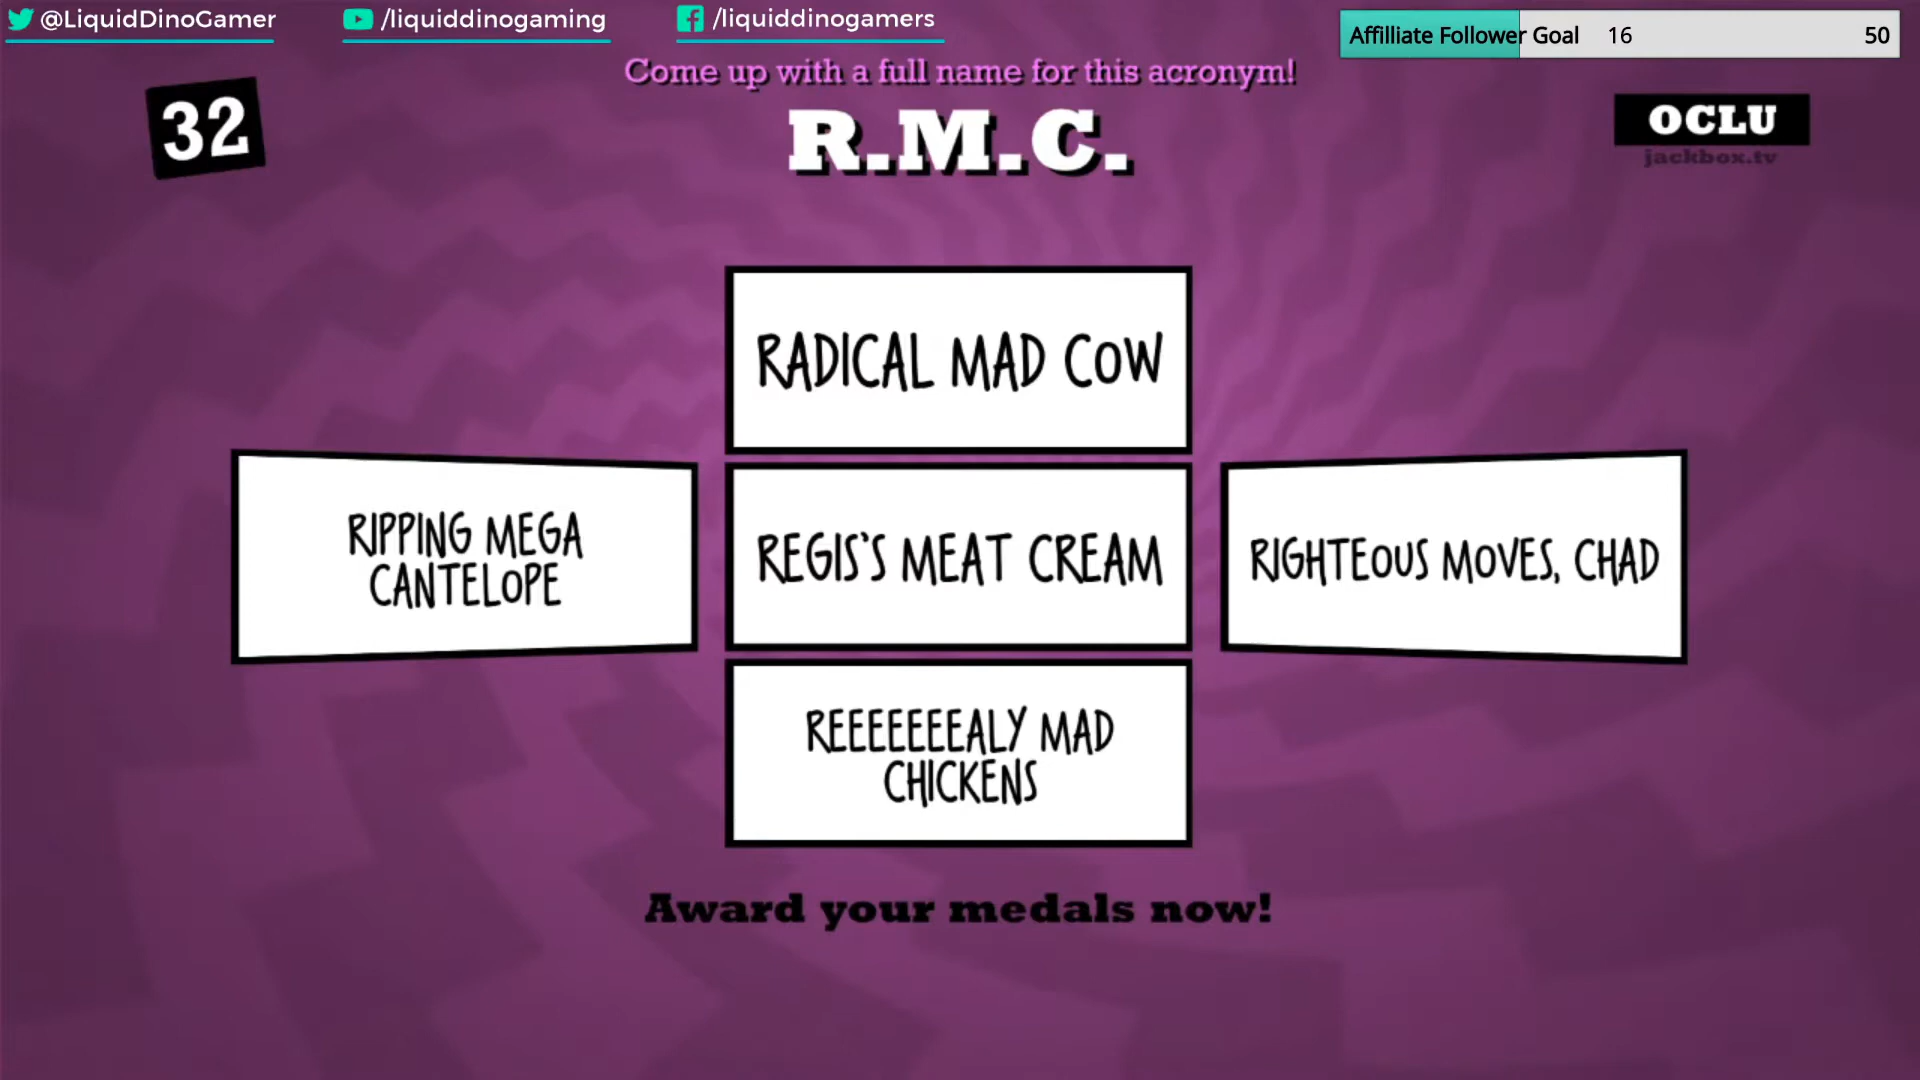 @LiquidDinoGamer
/liquiddinogaming
/liquiddinogamers
Affilliate Follower Goal 16 50
Come up with a full name for this acronym!
32
R.M.C.
OCLU
jackbox.tv
RADICAL MAD COW
RIPPING MEGA
CANTELOPE
REGIS'S MEAT CREAM
RIGHTEOUS MOVES, CHAD
REEEEEEEALY MAD
CHICKENS
Award your medals now!